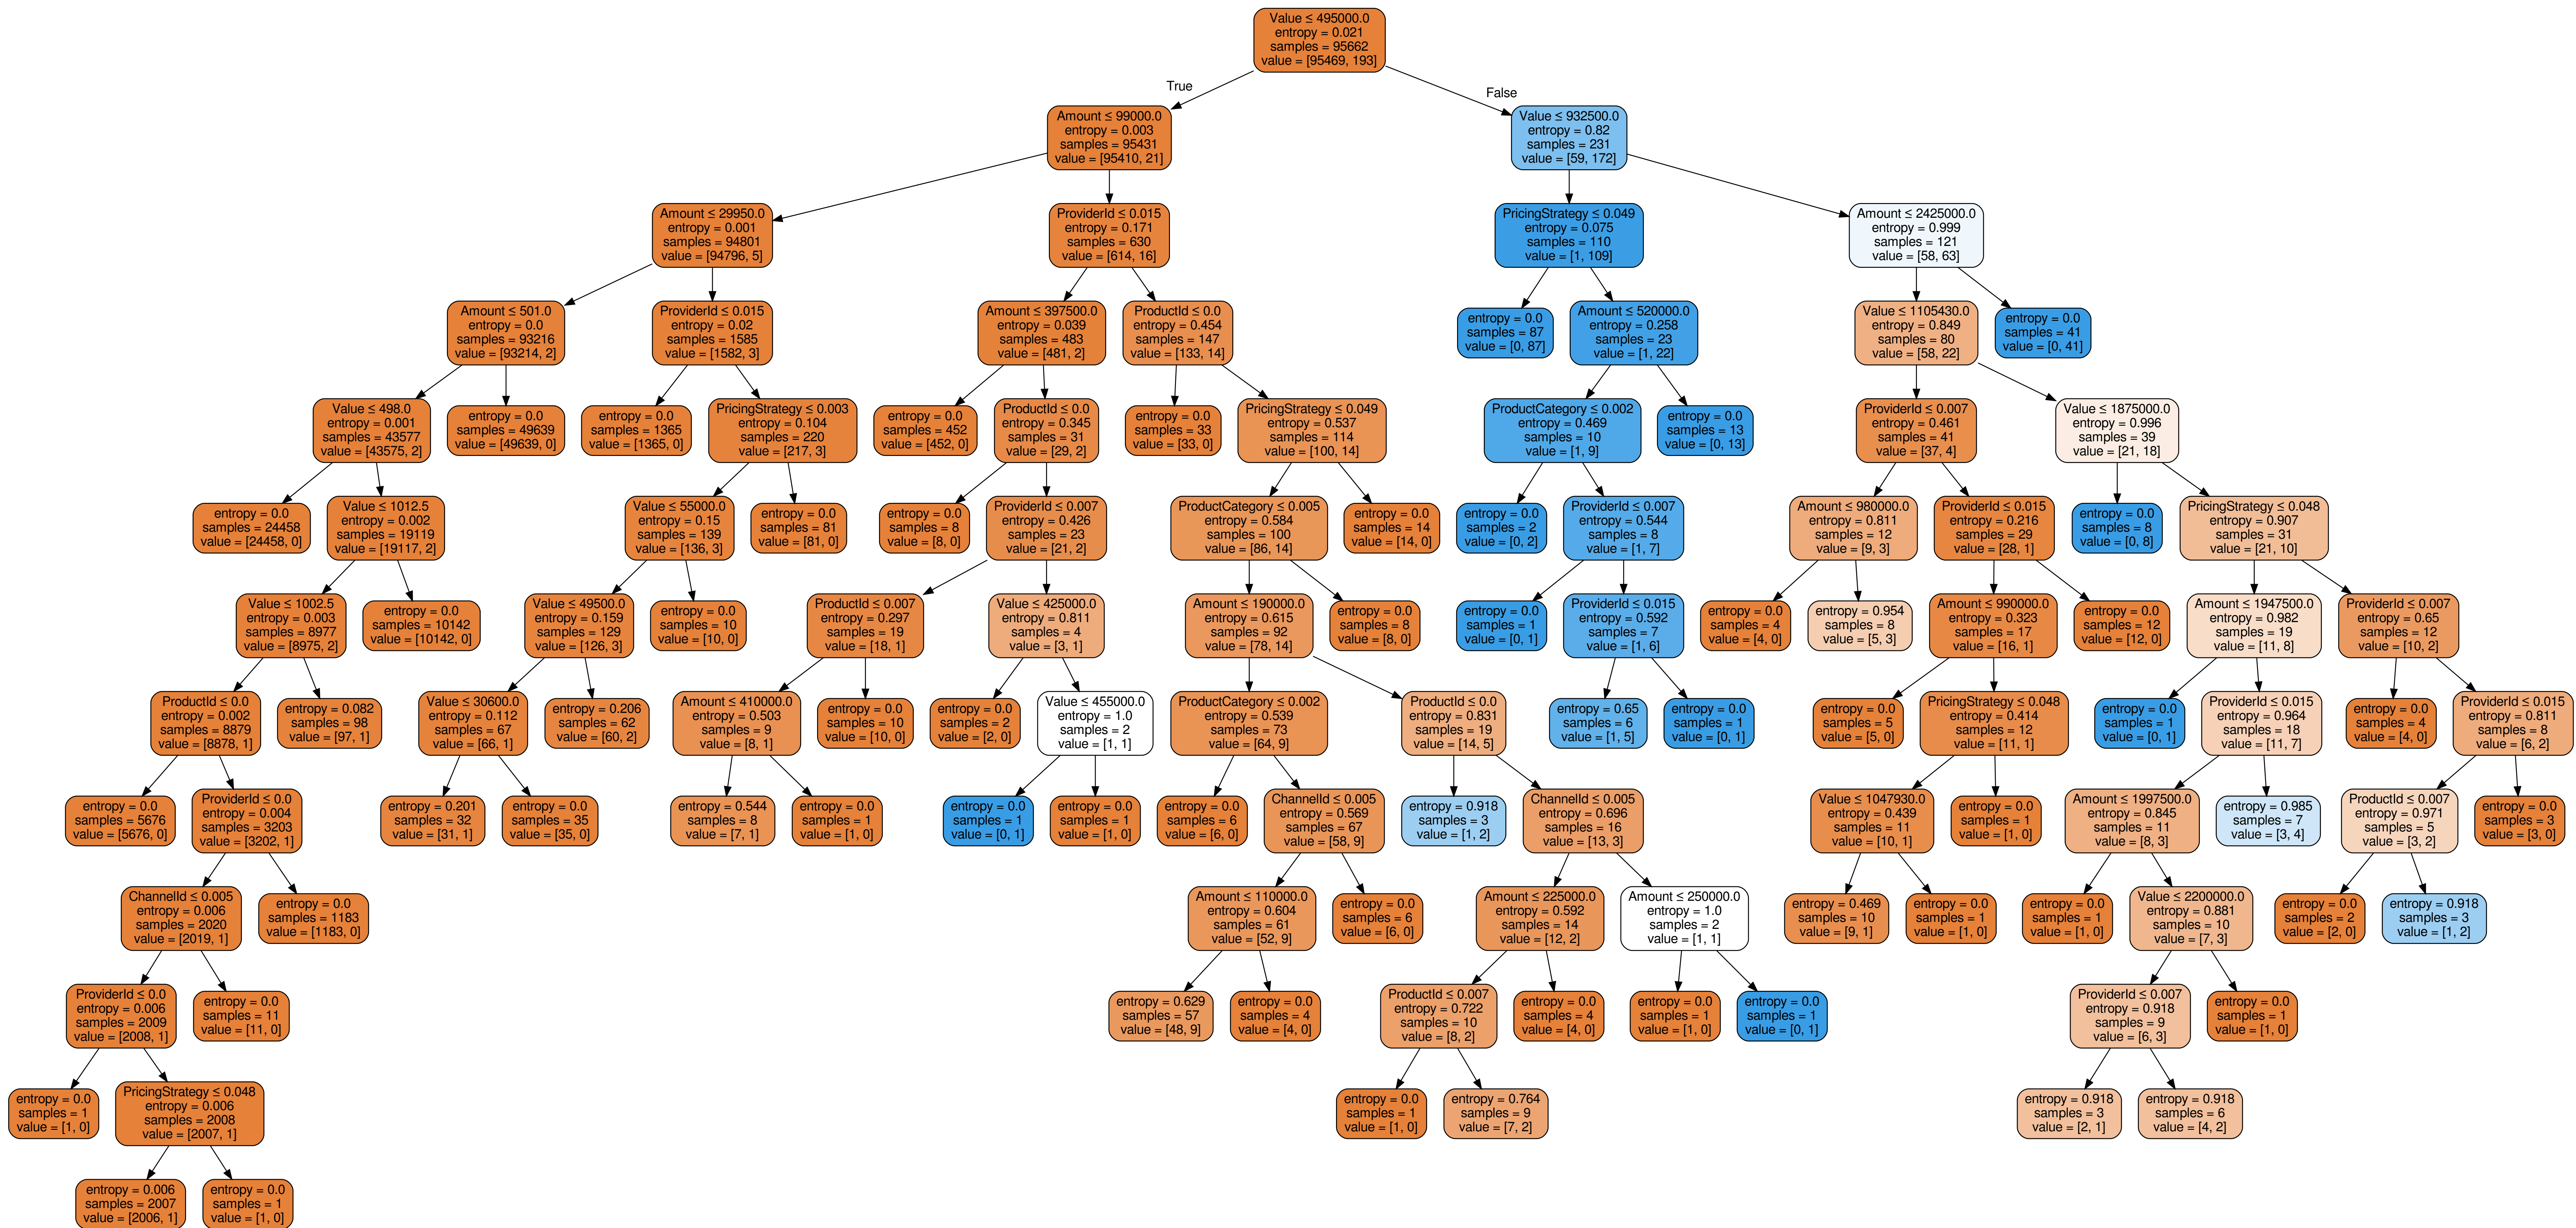 Value ≤ 495000.0
entropy = 0.021
samples = 95662
value = [95469, 193]
True
False
Amount ≤ 99000.0
entropy = 0.003
samples = 95431
value = [95410, 21]
Value ≤ 932500.0
entropy = 0.82
samples = 231
value = [59, 172]
Amount ≤ 29950.0
entropy = 0.001
samples = 94801
value = [94796, 5]
ProviderId ≤ 0.015
entropy = 0.171
samples = 630
value = [614, 16]
PricingStrategy ≤ 0.049
entropy = 0.075
samples = 110
value = [1, 109]
Amount ≤ 2425000.0
entropy = 0.999
samples = 121
value = [58, 63]
Amount ≤ 501.0
entropy = 0.0
samples = 93216
value = [93214, 2]
ProviderId ≤ 0.015
entropy = 0.02
samples = 1585
value = [1582, 3]
Amount ≤ 397500.0
entropy = 0.039
samples = 483
value = [481, 2]
ProductId ≤ 0.0
entropy = 0.454
samples = 147
value = [133, 14]
entropy = 0.0
samples = 87
value = [0, 87]
Amount ≤ 520000.0
entropy = 0.258
samples = 23
value = [1, 22]
Value ≤ 1105430.0
entropy = 0.849
samples = 80
value = [58, 22]
entropy = 0.0
samples = 41
value = [0, 41]
Value ≤ 498.0
entropy = 0.001
samples = 43577
value = [43575, 2]
entropy = 0.0
samples = 49639
value = [49639, 0]
entropy = 0.0
samples = 1365
value = [1365, 0]
PricingStrategy ≤ 0.003
entropy = 0.104
samples = 220
value = [217, 3]
entropy = 0.0
samples = 452
value = [452, 0]
ProductId ≤ 0.0
entropy = 0.345
samples = 31
value = [29, 2]
entropy = 0.0
samples = 33
value = [33, 0]
PricingStrategy ≤ 0.049
entropy = 0.537
samples = 114
value = [100, 14]
ProductCategory ≤ 0.002
entropy = 0.469
samples = 10
value = [1, 9]
entropy = 0.0
samples = 13
value = [0, 13]
ProviderId ≤ 0.007
entropy = 0.461
samples = 41
value = [37, 4]
Value ≤ 1875000.0
entropy = 0.996
samples = 39
value = [21, 18]
entropy = 0.0
samples = 24458
value = [24458, 0]
Value ≤ 1012.5
entropy = 0.002
samples = 19119
value = [19117, 2]
Value ≤ 55000.0
entropy = 0.15
samples = 139
value = [136, 3]
entropy = 0.0
samples = 81
value = [81, 0]
entropy = 0.0
samples = 8
value = [8, 0]
ProviderId ≤ 0.007
entropy = 0.426
samples = 23
value = [21, 2]
ProductCategory ≤ 0.005
entropy = 0.584
samples = 100
value = [86, 14]
entropy = 0.0
samples = 14
value = [14, 0]
entropy = 0.0
samples = 2
value = [0, 2]
ProviderId ≤ 0.007
entropy = 0.544
samples = 8
value = [1, 7]
Amount ≤ 980000.0
entropy = 0.811
samples = 12
value = [9, 3]
ProviderId ≤ 0.015
entropy = 0.216
samples = 29
value = [28, 1]
entropy = 0.0
samples = 8
value = [0, 8]
PricingStrategy ≤ 0.048
entropy = 0.907
samples = 31
value = [21, 10]
Value ≤ 1002.5
entropy = 0.003
samples = 8977
value = [8975, 2]
entropy = 0.0
samples = 10142
value = [10142, 0]
Value ≤ 49500.0
entropy = 0.159
samples = 129
value = [126, 3]
entropy = 0.0
samples = 10
value = [10, 0]
ProductId ≤ 0.007
entropy = 0.297
samples = 19
value = [18, 1]
Value ≤ 425000.0
entropy = 0.811
samples = 4
value = [3, 1]
Amount ≤ 190000.0
entropy = 0.615
samples = 92
value = [78, 14]
entropy = 0.0
samples = 8
value = [8, 0]
entropy = 0.0
samples = 1
value = [0, 1]
ProviderId ≤ 0.015
entropy = 0.592
samples = 7
value = [1, 6]
entropy = 0.0
samples = 4
value = [4, 0]
entropy = 0.954
samples = 8
value = [5, 3]
Amount ≤ 990000.0
entropy = 0.323
samples = 17
value = [16, 1]
entropy = 0.0
samples = 12
value = [12, 0]
Amount ≤ 1947500.0
entropy = 0.982
samples = 19
value = [11, 8]
ProviderId ≤ 0.007
entropy = 0.65
samples = 12
value = [10, 2]
ProductId ≤ 0.0
entropy = 0.002
samples = 8879
value = [8878, 1]
entropy = 0.082
samples = 98
value = [97, 1]
Value ≤ 30600.0
entropy = 0.112
samples = 67
value = [66, 1]
entropy = 0.206
samples = 62
value = [60, 2]
Amount ≤ 410000.0
entropy = 0.503
samples = 9
value = [8, 1]
entropy = 0.0
samples = 10
value = [10, 0]
entropy = 0.0
samples = 2
value = [2, 0]
Value ≤ 455000.0
entropy = 1.0
samples = 2
value = [1, 1]
ProductCategory ≤ 0.002
entropy = 0.539
samples = 73
value = [64, 9]
ProductId ≤ 0.0
entropy = 0.831
samples = 19
value = [14, 5]
entropy = 0.65
samples = 6
value = [1, 5]
entropy = 0.0
samples = 1
value = [0, 1]
entropy = 0.0
samples = 5
value = [5, 0]
PricingStrategy ≤ 0.048
entropy = 0.414
samples = 12
value = [11, 1]
entropy = 0.0
samples = 1
value = [0, 1]
ProviderId ≤ 0.015
entropy = 0.964
samples = 18
value = [11, 7]
entropy = 0.0
samples = 4
value = [4, 0]
ProviderId ≤ 0.015
entropy = 0.811
samples = 8
value = [6, 2]
entropy = 0.0
samples = 5676
value = [5676, 0]
ProviderId ≤ 0.0
entropy = 0.004
samples = 3203
value = [3202, 1]
entropy = 0.201
samples = 32
value = [31, 1]
entropy = 0.0
samples = 35
value = [35, 0]
entropy = 0.544
samples = 8
value = [7, 1]
entropy = 0.0
samples = 1
value = [1, 0]
entropy = 0.0
samples = 1
value = [0, 1]
entropy = 0.0
samples = 1
value = [1, 0]
entropy = 0.0
samples = 6
value = [6, 0]
ChannelId ≤ 0.005
entropy = 0.569
samples = 67
value = [58, 9]
entropy = 0.918
samples = 3
value = [1, 2]
ChannelId ≤ 0.005
entropy = 0.696
samples = 16
value = [13, 3]
Value ≤ 1047930.0
entropy = 0.439
samples = 11
value = [10, 1]
entropy = 0.0
samples = 1
value = [1, 0]
Amount ≤ 1997500.0
entropy = 0.845
samples = 11
value = [8, 3]
entropy = 0.985
samples = 7
value = [3, 4]
ProductId ≤ 0.007
entropy = 0.971
samples = 5
value = [3, 2]
entropy = 0.0
samples = 3
value = [3, 0]
ChannelId ≤ 0.005
entropy = 0.006
samples = 2020
value = [2019, 1]
entropy = 0.0
samples = 1183
value = [1183, 0]
Amount ≤ 110000.0
entropy = 0.604
samples = 61
value = [52, 9]
entropy = 0.0
samples = 6
value = [6, 0]
Amount ≤ 225000.0
entropy = 0.592
samples = 14
value = [12, 2]
Amount ≤ 250000.0
entropy = 1.0
samples = 2
value = [1, 1]
entropy = 0.469
samples = 10
value = [9, 1]
entropy = 0.0
samples = 1
value = [1, 0]
entropy = 0.0
samples = 1
value = [1, 0]
Value ≤ 2200000.0
entropy = 0.881
samples = 10
value = [7, 3]
entropy = 0.0
samples = 2
value = [2, 0]
entropy = 0.918
samples = 3
value = [1, 2]
ProviderId ≤ 0.0
entropy = 0.006
samples = 2009
value = [2008, 1]
entropy = 0.0
samples = 11
value = [11, 0]
entropy = 0.629
samples = 57
value = [48, 9]
entropy = 0.0
samples = 4
value = [4, 0]
ProductId ≤ 0.007
entropy = 0.722
samples = 10
value = [8, 2]
entropy = 0.0
samples = 4
value = [4, 0]
entropy = 0.0
samples = 1
value = [1, 0]
entropy = 0.0
samples = 1
value = [0, 1]
ProviderId ≤ 0.007
entropy = 0.918
samples = 9
value = [6, 3]
entropy = 0.0
samples = 1
value = [1, 0]
entropy = 0.0
samples = 1
value = [1, 0]
PricingStrategy ≤ 0.048
entropy = 0.006
samples = 2008
value = [2007, 1]
entropy = 0.0
samples = 1
value = [1, 0]
entropy = 0.764
samples = 9
value = [7, 2]
entropy = 0.918
samples = 3
value = [2, 1]
entropy = 0.918
samples = 6
value = [4, 2]
entropy = 0.006
samples = 2007
value = [2006, 1]
entropy = 0.0
samples = 1
value = [1, 0]